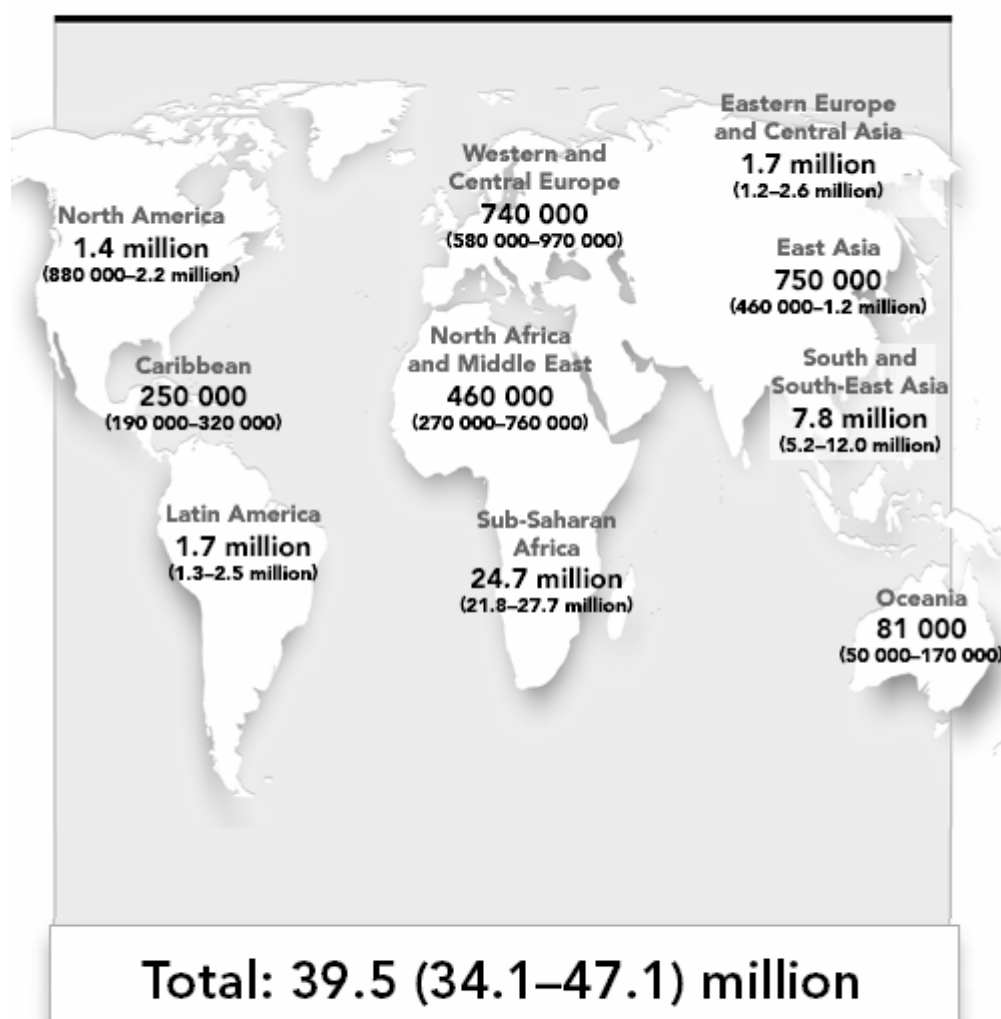 Eastern Europe
and Central Asia
1.7 million
(1.2–2.6 million)
Western and
Central Europe
740 000
(580 000–970 000)
North America
1.4 million
(880 000–2.2 million)
East Asia
750 000
(460 000–1.2 million)
North Africa
and Middle East
460 000
(270 000–760 000)
Caribbean
250 000
(190 000–320 000)
South and
South-East Asia
7.8 million
(5.2–12.0 million)
Latin America
1.7 million
(1.3–2.5 million)
Sub-Saharan
Africa
24.7 million
(21.8–27.7 million)
Oceania
81 000
(50 000–170 000)
Total: 39.5 (34.1–47.1) million